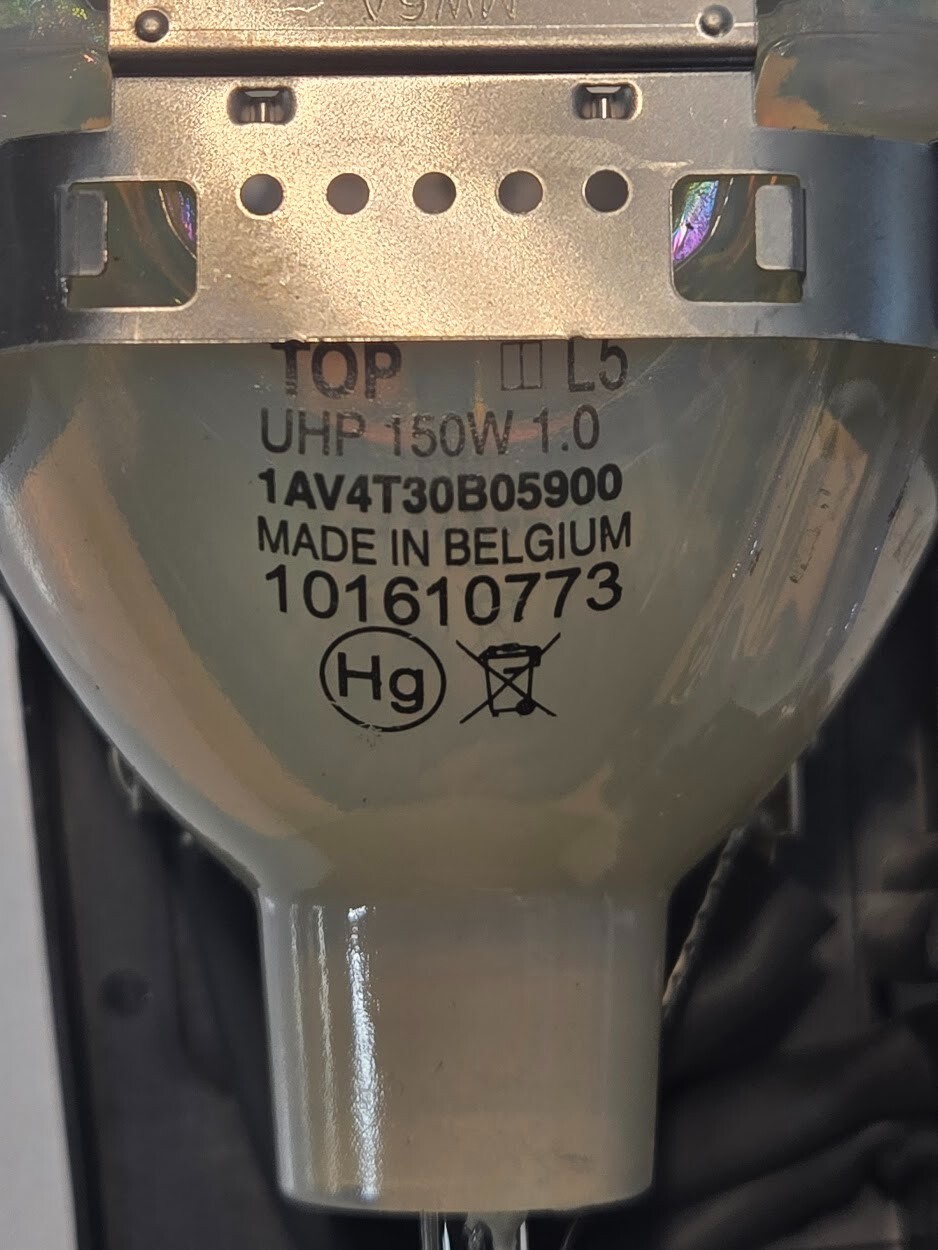 TOP L5
UHP 150W 1.0
1AV4T30B05900
MADE IN BELGIUM
101610773
Hg